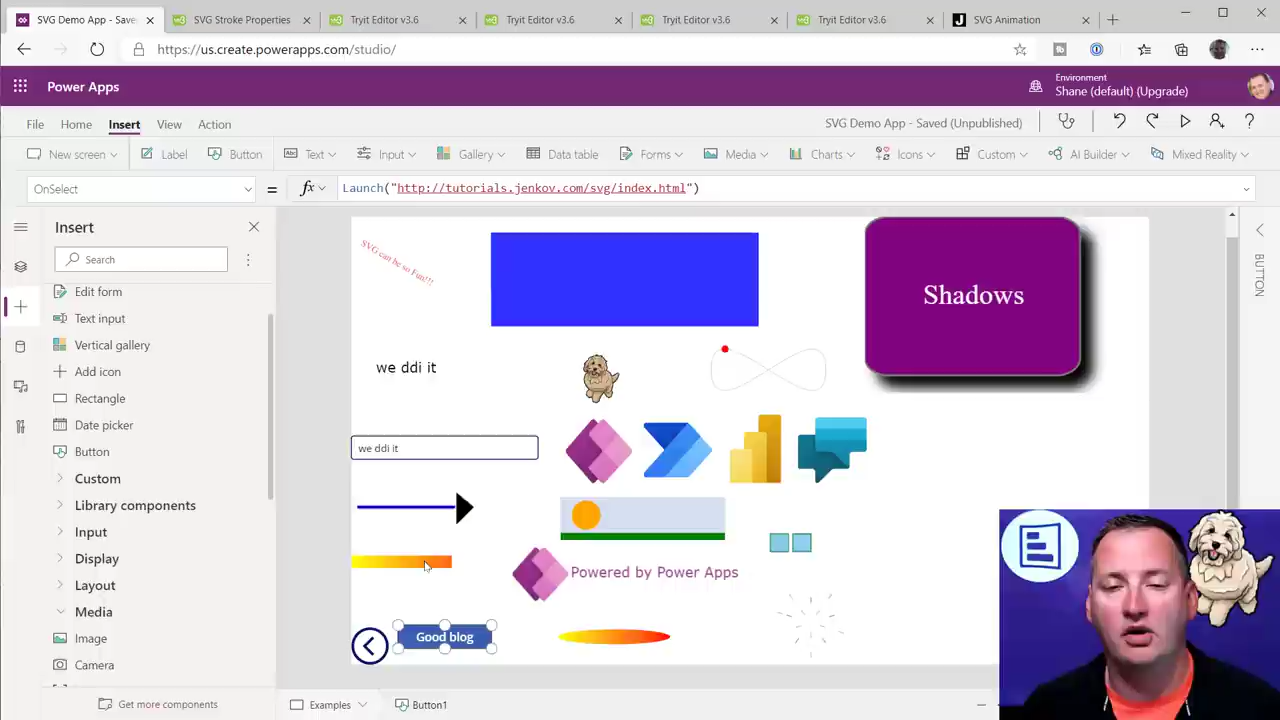 SVG Demo App - Saved
SVG Stroke Properties
Tryit Editor v3.6
Tryit Editor v3.6
Tryit Editor v3.6
Tryit Editor v3.6
SVG Animation
https://us.create.powerapps.com/studio/
Power Apps
Environment
Shane (default) (Upgrade)
File
Home
Insert
View
Action
SVG Demo App - Saved (Unpublished)
New screen
Label
Button
Text
Input
Gallery
Data table
Forms
Media
Charts
Icons
Custom
AI Builder
Mixed Reality
OnSelect
=
fx
Launch("http://tutorials.jenkov.com/svg/index.html")
Insert
Search
Edit form
Text input
Vertical gallery
Add icon
Rectangle
Date picker
Button
Custom
Library components
Input
Display
Layout
Media
Image
Camera
Get more components
SVG can be so Fun!!!
Shadows
we ddi it
we ddi it
Powered by Power Apps
Good blog
BUTTON
Examples
Button1